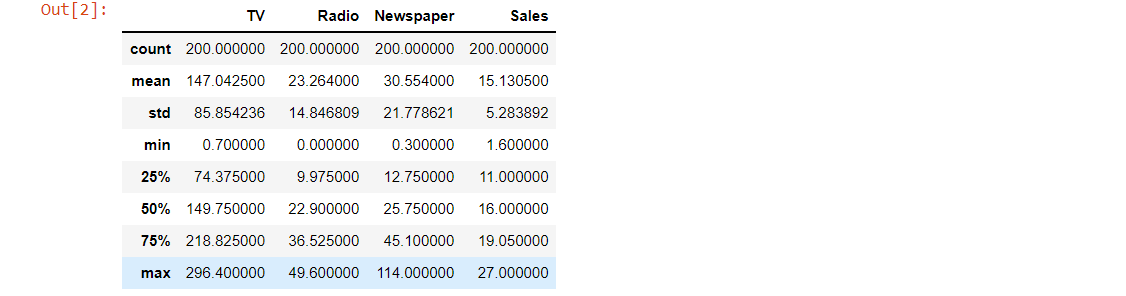 Out[2]:
TV Radio Newspaper Sales
count 200.000000 200.000000 200.000000 200.000000
mean 147.042500 23.264000 30.554000 15.130500
std 85.854236 14.846809 21.778621 5.283892
min 0.700000 0.000000 0.300000 1.600000
25% 74.375000 9.975000 12.750000 11.000000
50% 149.750000 22.900000 25.750000 16.000000
75% 218.825000 36.525000 45.100000 19.050000
max 296.400000 49.600000 114.000000 27.000000